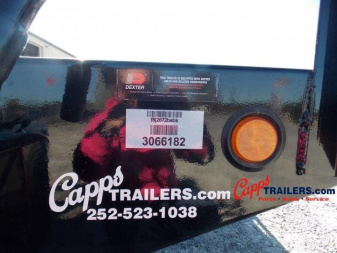 DEXTER
3066182
Capps
TRAILERS.com
252-523-1038
Capps
TRAILERS.com
Parts • Sales • Service